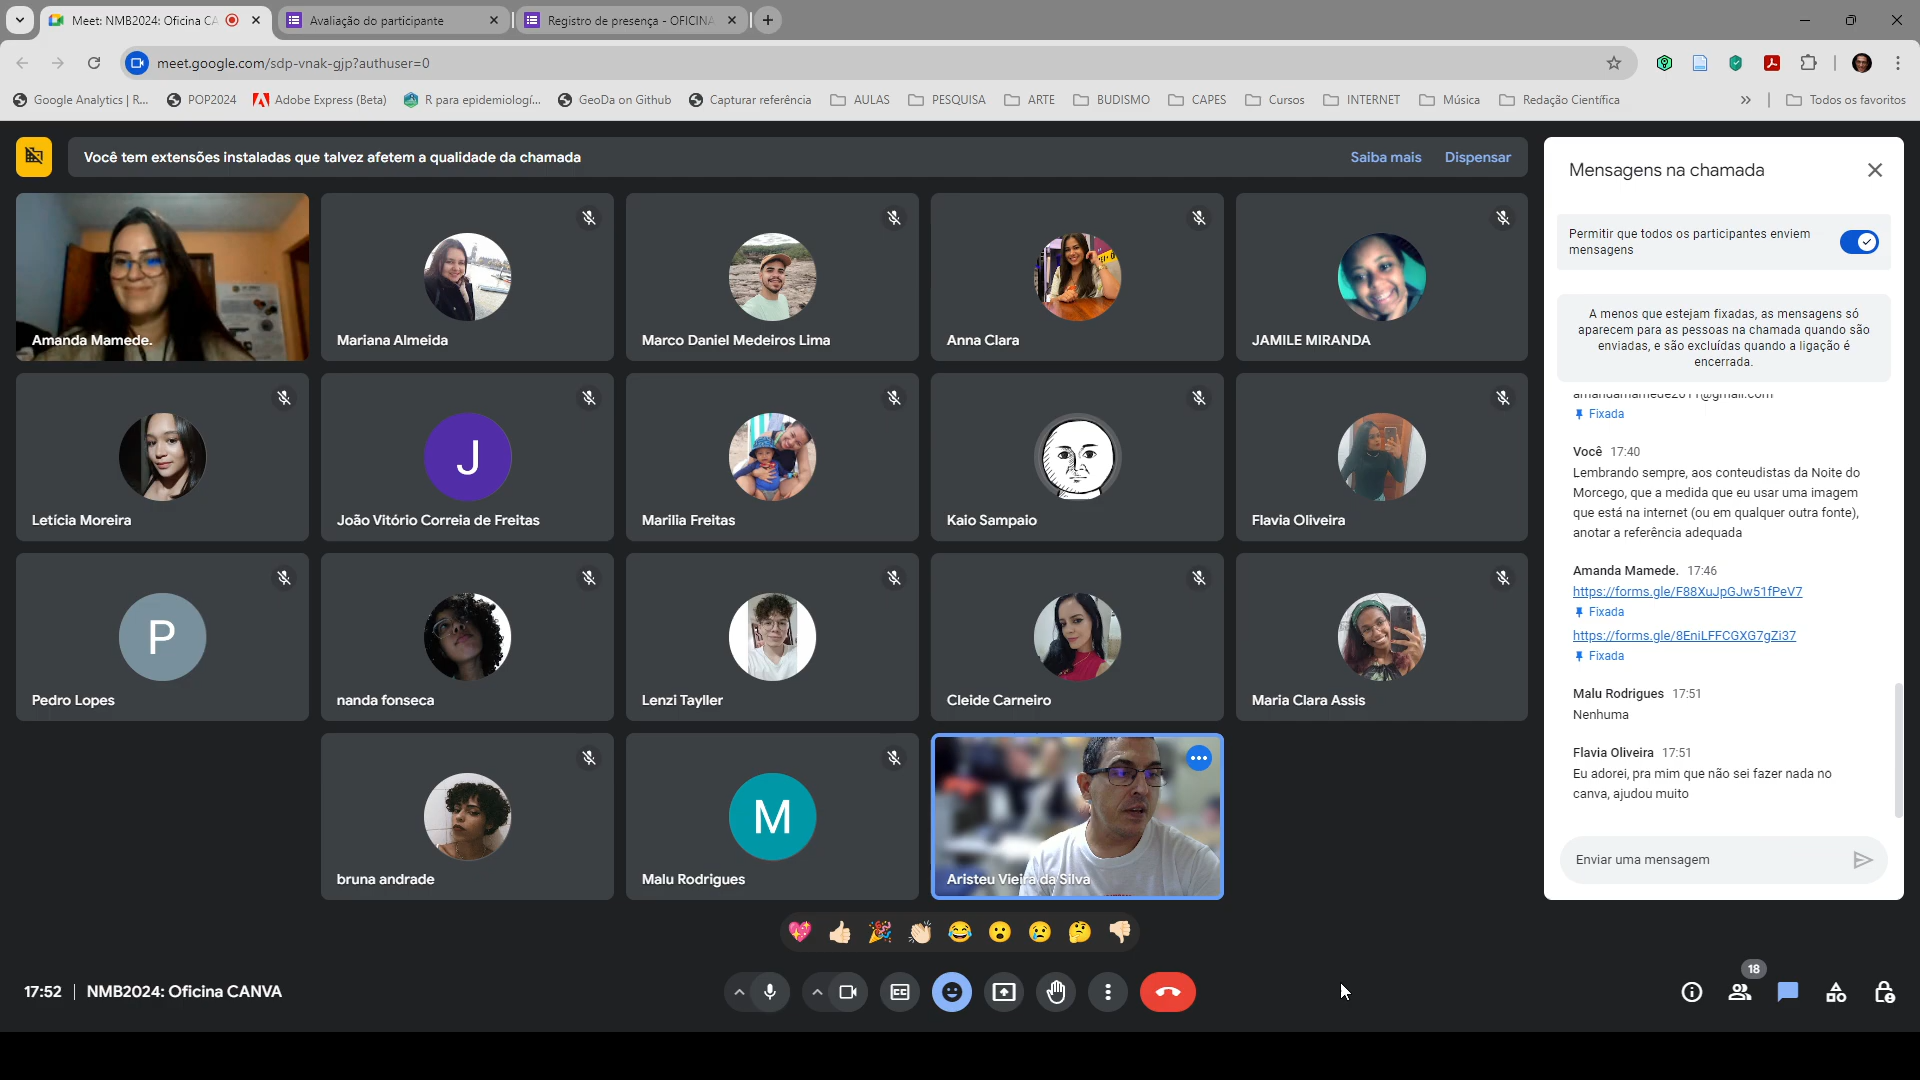 Meet: NMB2024: Oficina CA
Avaliação do participante
Registro de presença - OFICINA
meet.google.com/sdp-vnak-gjp?authuser=0
Google Analytics | R...
POP2024
Adobe Express (Beta)
R para epidemiologí...
GeoDa on Github
Capturar referência
AULAS
PESQUISA
ARTE
BUDISMO
CAPES
Cursos
INTERNET
Música
Redação Científica
Todos os favoritos
Você tem extensões instaladas que talvez afetem a qualidade da chamada
Saiba mais
Dispensar
Amanda Mamede.
Mariana Almeida
Marco Daniel Medeiros Lima
Anna Clara
JAMILE MIRANDA
J
Letícia Moreira
João Vitório Correia de Freitas
Marilia Freitas
Kaio Sampaio
Flavia Oliveira
P
Pedro Lopes
nanda fonseca
Lenzi Tayller
Cleide Carneiro
Maria Clara Assis
M
bruna andrade
Malu Rodrigues
Aristeu Vieira da Silva
Mensagens na chamada
Permitir que todos os participantes enviem
mensagens
A menos que estejam fixadas, as mensagens só
aparecem para as pessoas na chamada quando são
enviadas, e são excluídas quando a ligação é
encerrada.
amandamamede2011@gmail.com
Fixada
Você 17:40
Lembrando sempre, aos conteudistas da Noite do
Morcego, que a medida que eu usar uma imagem
que está na internet (ou em qualquer outra fonte),
anotar a referência adequada
Amanda Mamede. 17:46
https://forms.gle/F88XuJpGJw51fPeV7
Fixada
https://forms.gle/8EniLFFCGXG7gZi37
Fixada
Malu Rodrigues 17:51
Nenhuma
Flavia Oliveira 17:51
Eu adorei, pra mim que não sei fazer nada no
canva, ajudou muito
Enviar uma mensagem
17:52 | NMB2024: Oficina CANVA
18